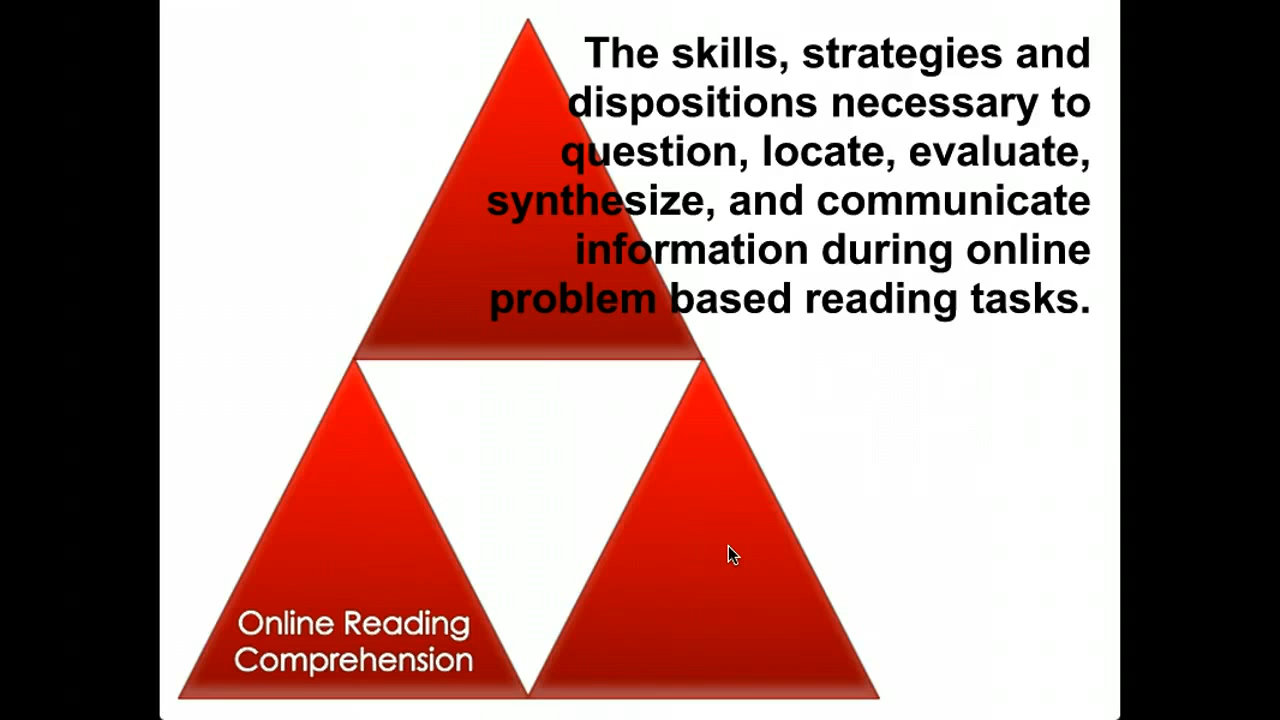 The skills, strategies and
dispositions necessary to
question, locate, evaluate,
synthesize, and communicate
information during online
problem based reading tasks.
Online Reading
Comprehension